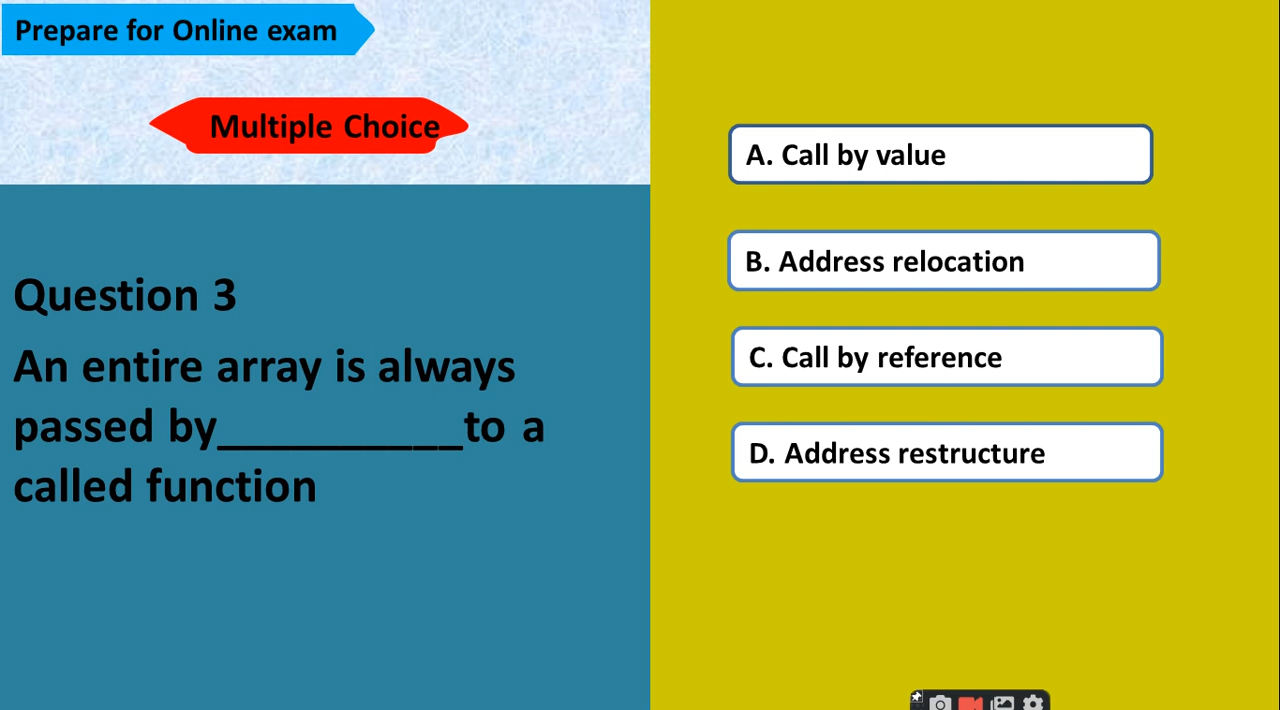 Prepare for Online exam
Multiple Choice
Question 3
An entire array is always
passed by__________to a
called function
A. Call by value
B. Address relocation
C. Call by reference
D. Address restructure